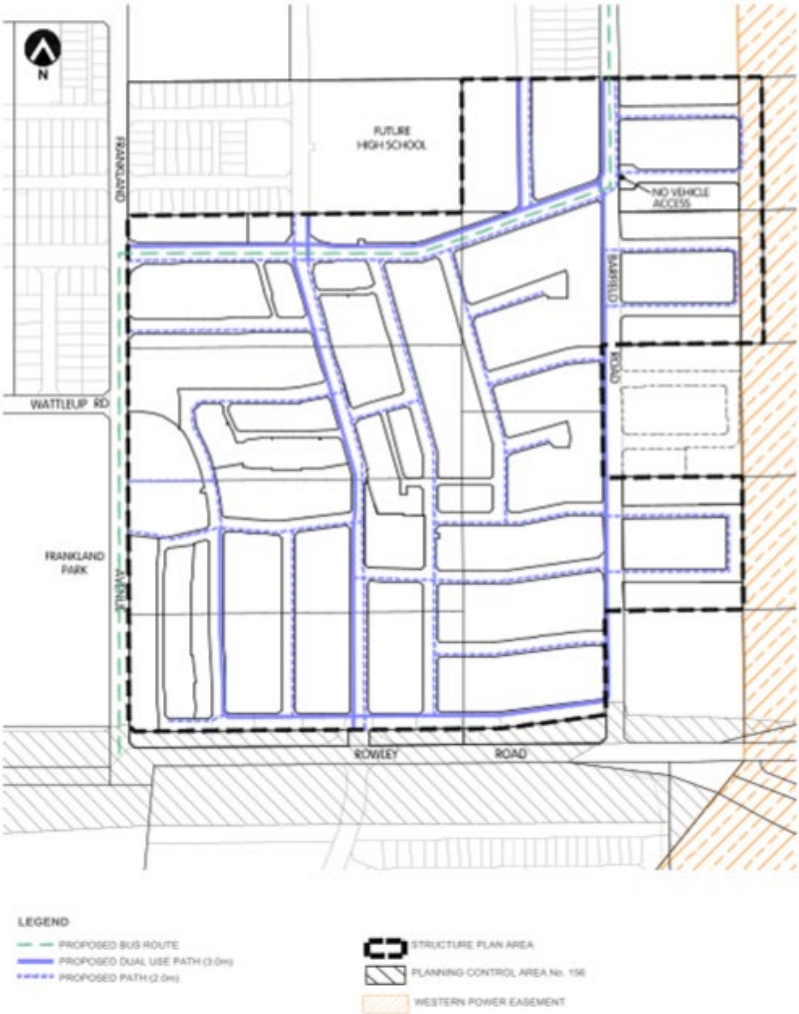 N
FRANKLAND
FUTURE
HIGH SCHOOL
NO VEHICLE
ACCESS
BARFIELD
ROAD
WATTLEUP RD
FRANKLAND
PARK
AVENUE
ROWLEY ROAD
LEGEND
PROPOSED BUS ROUTE
PROPOSED DUAL USE PATH (3.0m)
PROPOSED PATH (2.0m)
STRUCTURE PLAN AREA
PLANNING CONTROL AREA No. 156
WESTERN POWER EASEMENT